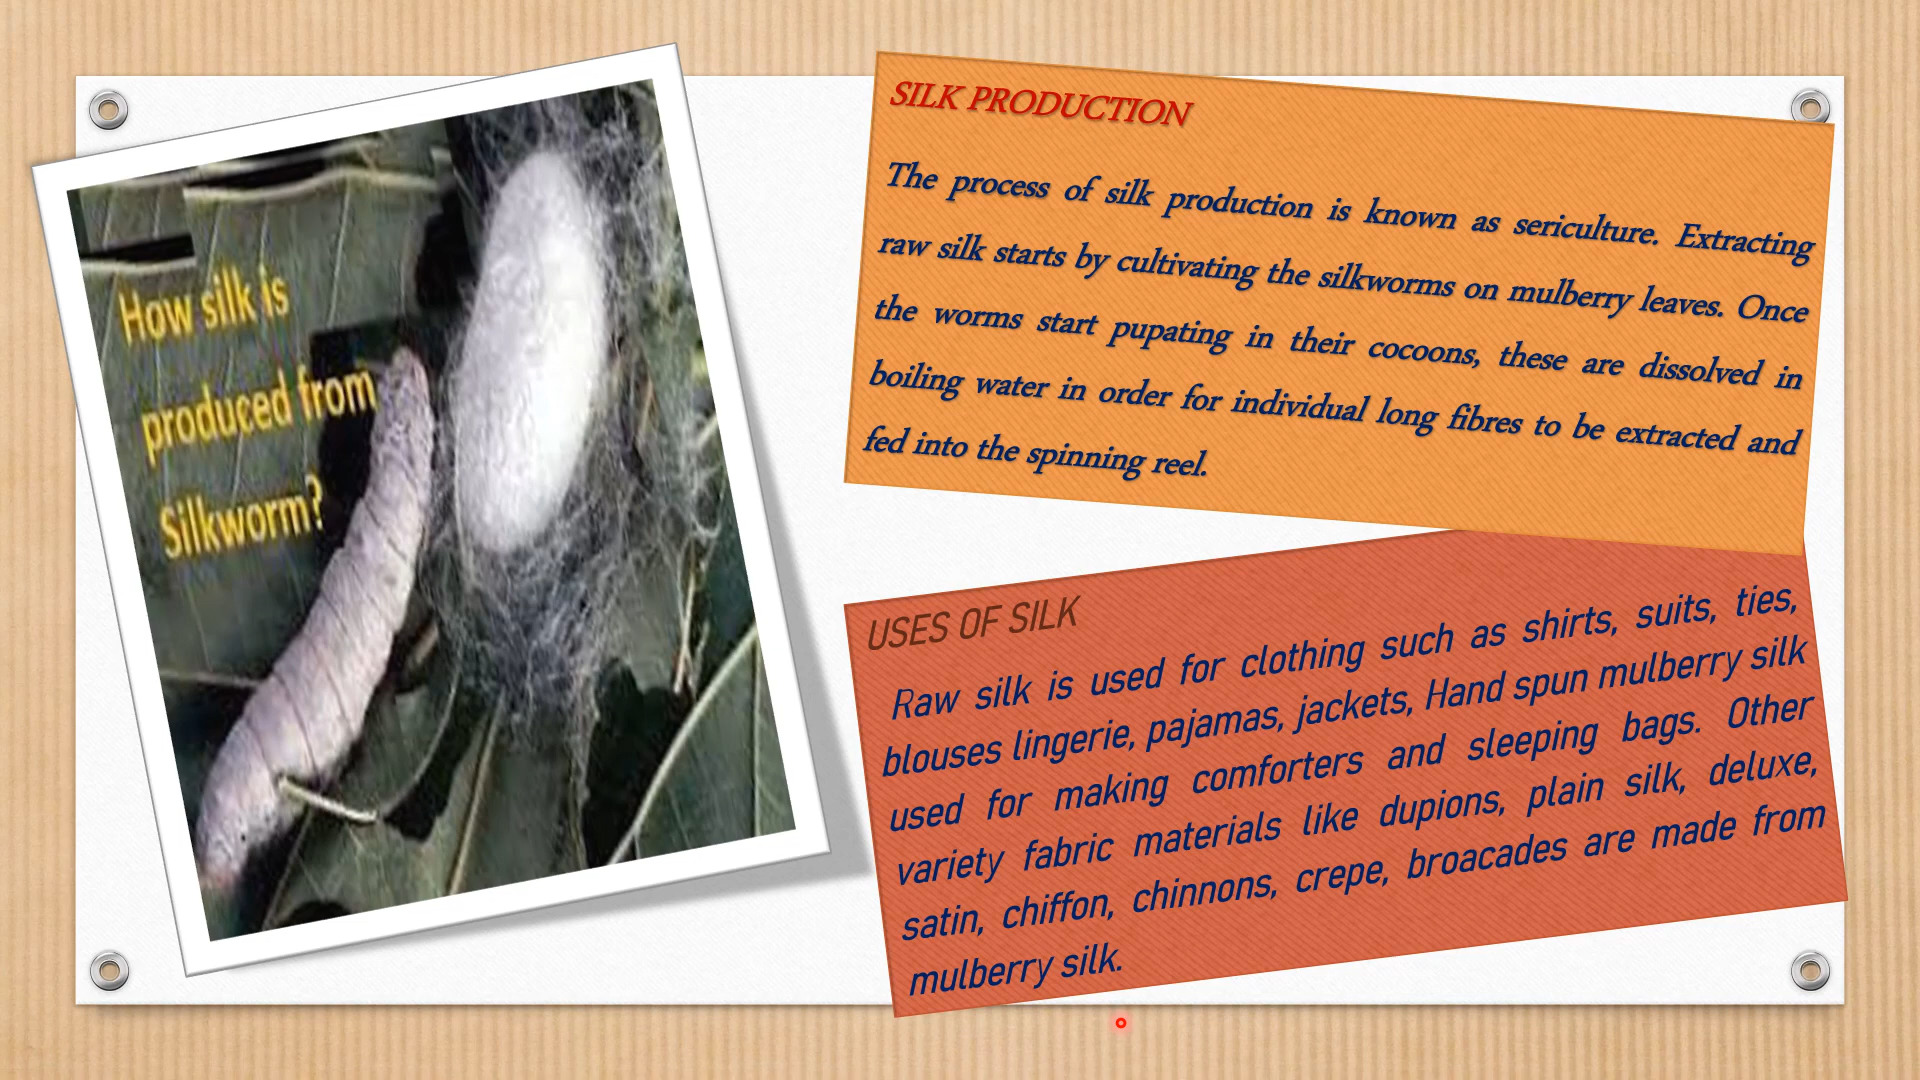 How silk is
produced from
Silkworm?
SILK PRODUCTION
The process of silk production is known as sericulture. Extracting
raw silk starts by cultivating the silkworms on mulberry leaves. Once
the worms start pupating in their cocoons, these are dissolved in
boiling water in order for individual long fibres to be extracted and
fed into the spinning reel.
USES OF SILK
Raw silk is used for clothing such as shirts, suits, ties,
blouses lingerie, pajamas, jackets, Hand spun mulberry silk
used for making comforters and sleeping bags. Other
variety fabric materials like dupions, plain silk, deluxe,
satin, chiffon, chinnons, crepe, broacades are made from
mulberry silk.